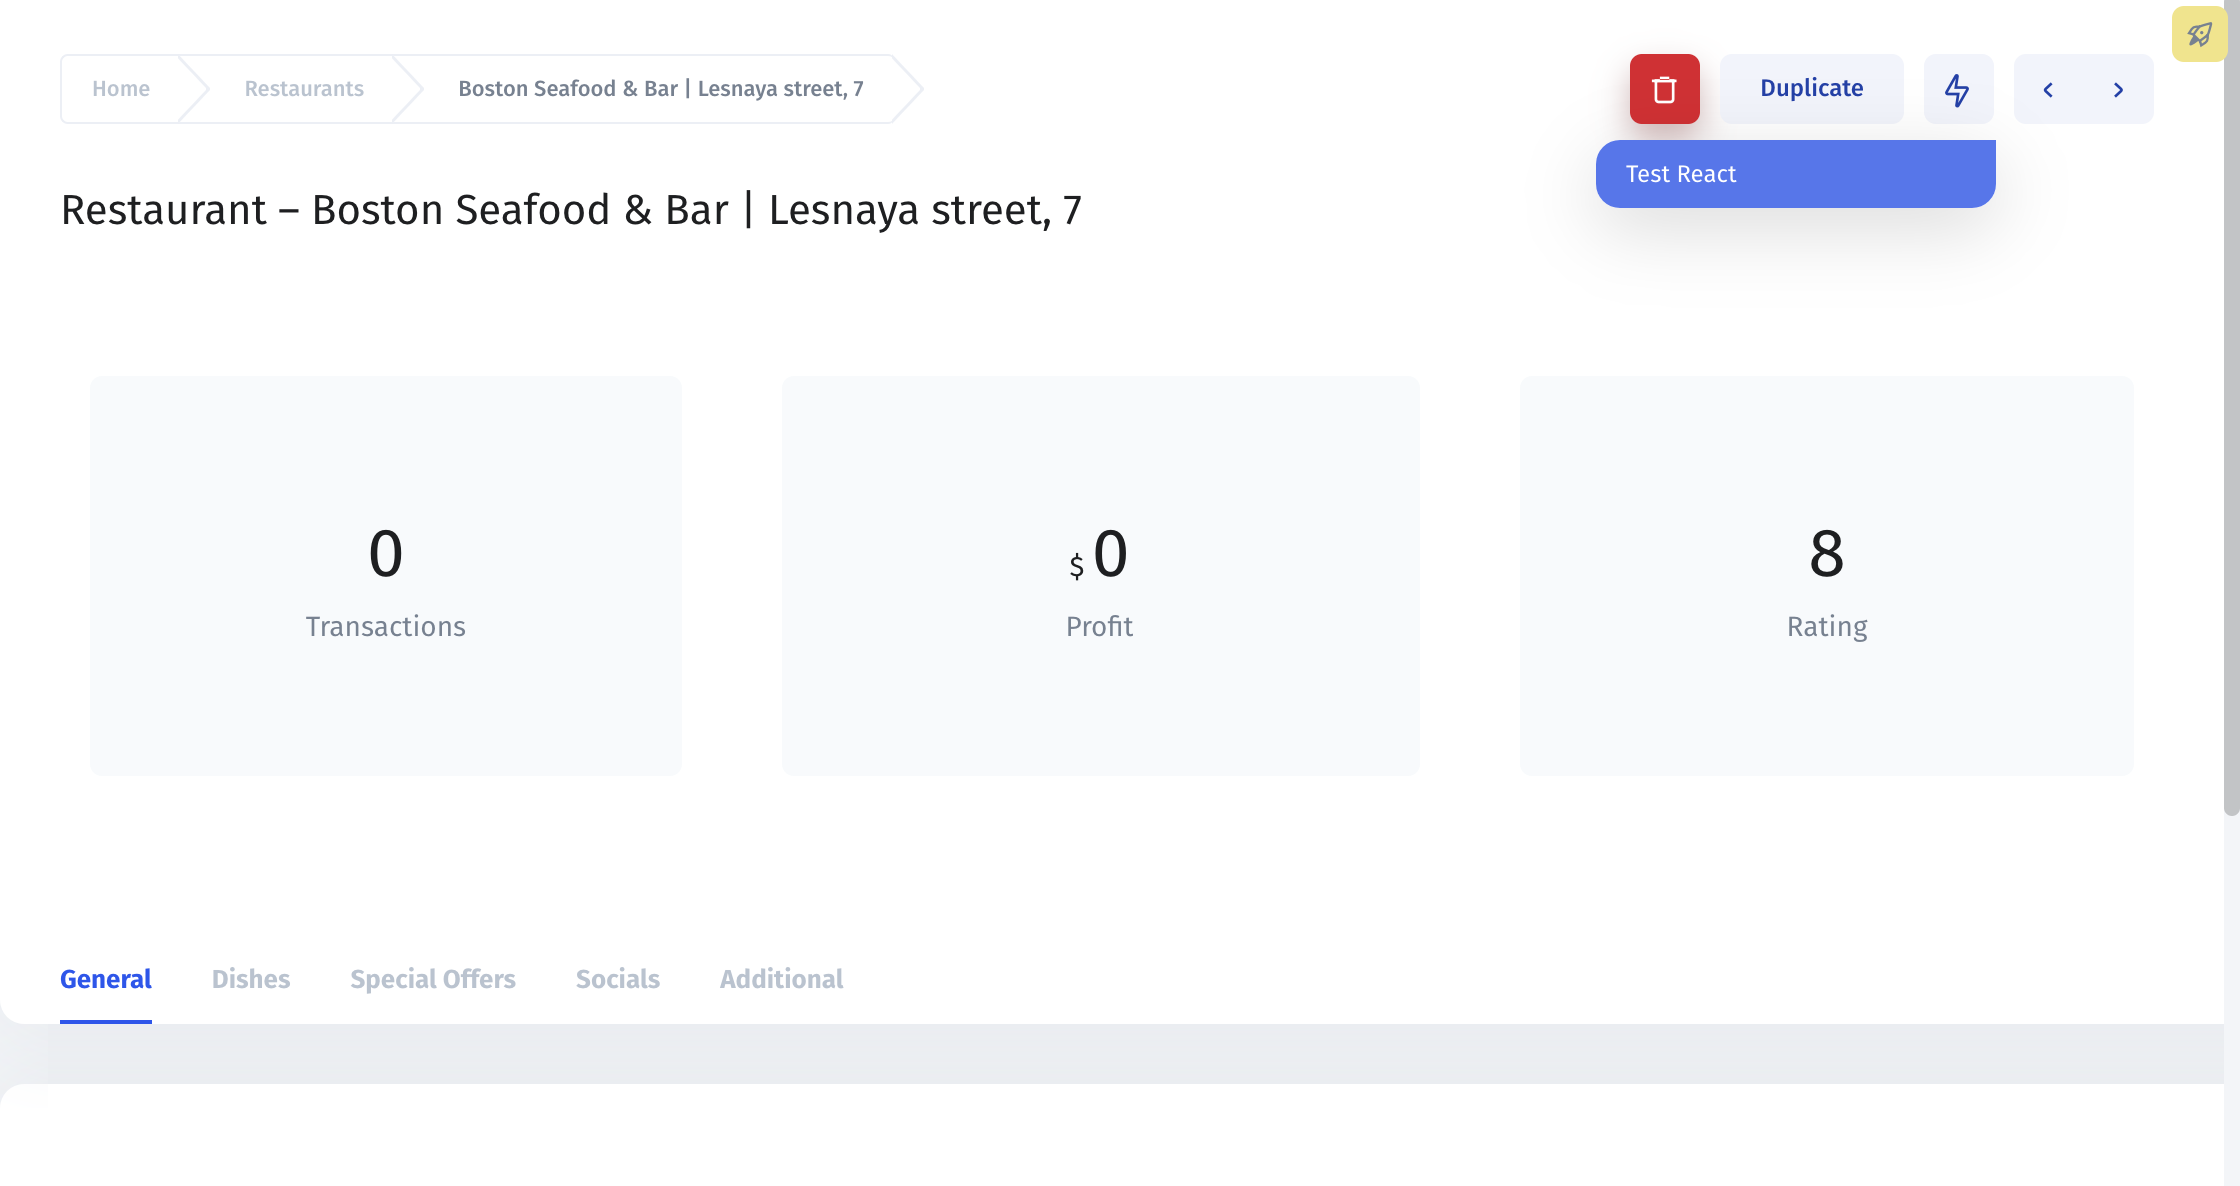 Home
Restaurants
Boston Seafood & Bar | Lesnaya street, 7
Duplicate
Test React
Restaurant – Boston Seafood & Bar | Lesnaya street, 7
0
Transactions
$ 0
Profit
8
Rating
General
Dishes
Special Offers
Socials
Additional